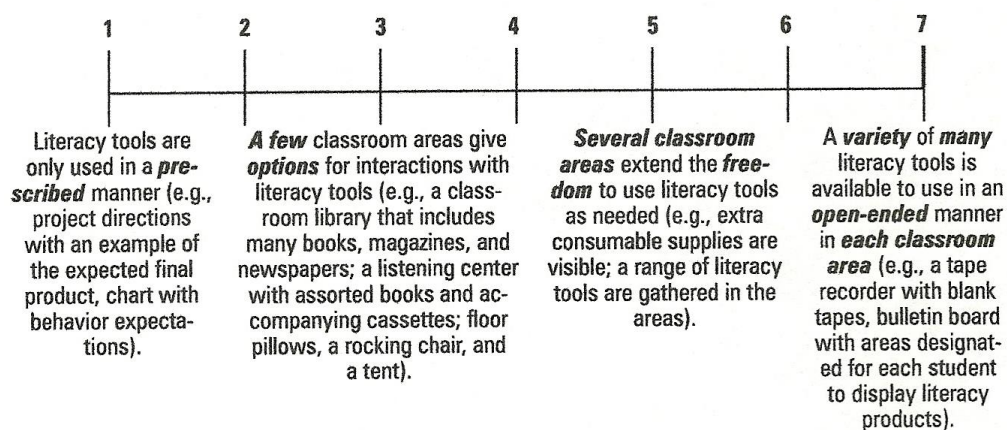 1 2 3 4 5 6 7
Literacy tools are
only used in a pre-
scribed manner (e.g.,
project directions
with an example of
the expected final
product, chart with
behavior expecta-
tions).
A few classroom areas give
options for interactions with
literacy tools (e.g., a class-
room library that includes
many books, magazines, and
newspapers; a listening center
with assorted books and ac-
companying cassettes; floor
pillows, a rocking chair, and
a tent).
Several classroom
areas extend the free-
dom to use literacy tools
as needed (e.g., extra
consumable supplies are
visible; a range of literacy
tools are gathered in the
areas).
A variety of many
literacy tools is
available to use in an
open-ended manner
in each classroom
area (e.g., a tape
recorder with blank
tapes, bulletin board
with areas designat-
ed for each student
to display literacy
products).